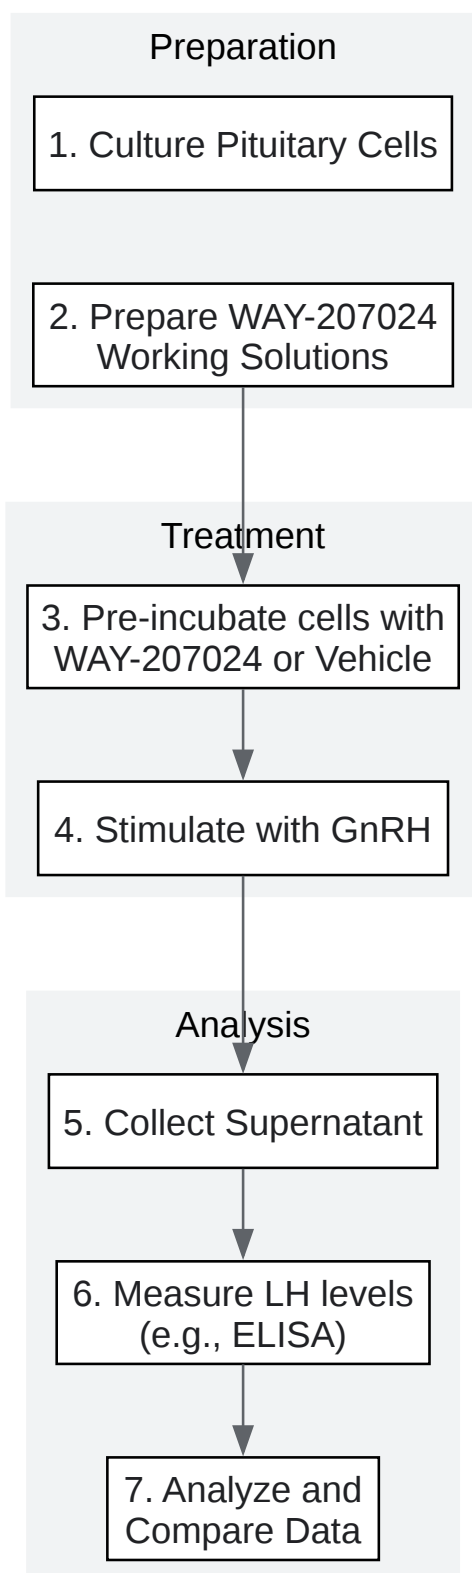 Preparation
1. Culture Pituitary Cells
2. Prepare WAY-207024
Working Solutions
Treatment
3. Pre-incubate cells with
WAY-207024 or Vehicle
4. Stimulate with GnRH
Analysis
5. Collect Supernatant
6. Measure LH levels
(e.g., ELISA)
7. Analyze and
Compare Data